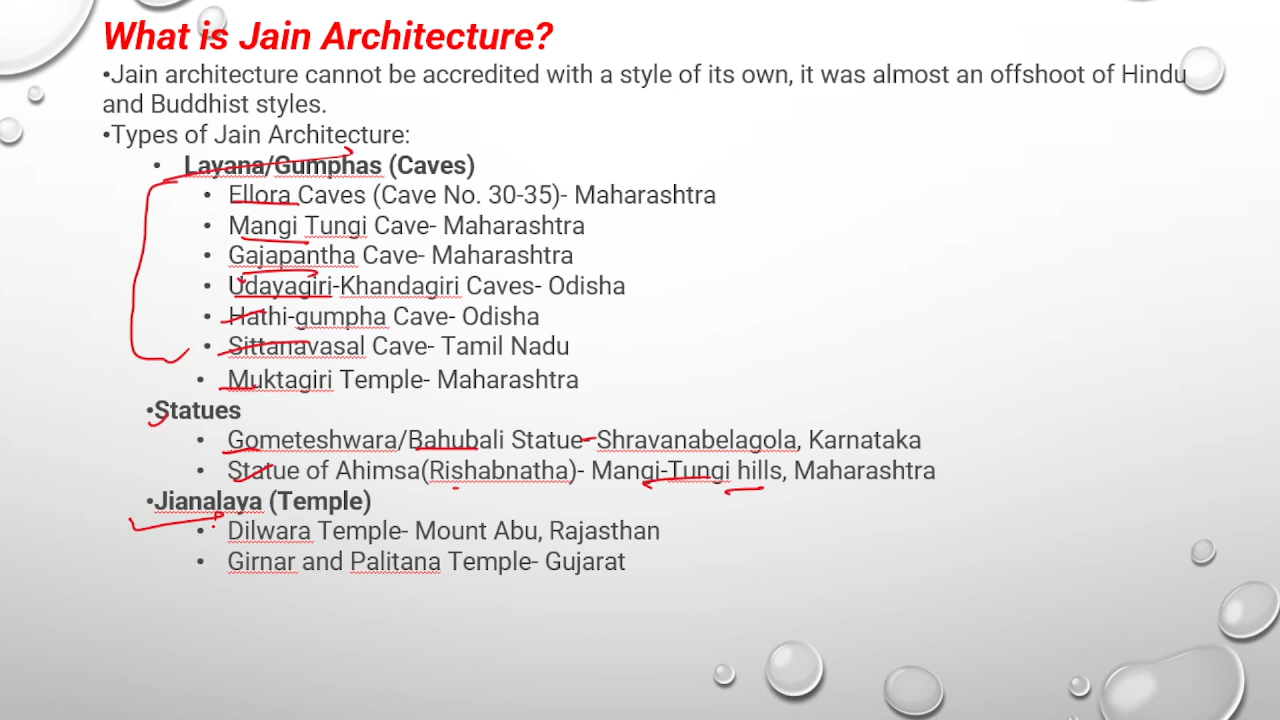 What is Jain Architecture?
•Jain architecture cannot be accredited with a style of its own, it was almost an offshoot of Hindu
and Buddhist styles.
•Types of Jain Architecture:
• Layana/Gumphas (Caves)
• Ellora Caves (Cave No. 30-35)- Maharashtra
• Mangi Tungi Cave- Maharashtra
• Gajapantha Cave- Maharashtra
• Udayagiri-Khandagiri Caves- Odisha
• Hathi-gumpha Cave- Odisha
• Sittanavasal Cave- Tamil Nadu
• Muktagiri Temple- Maharashtra
•Statues
• Gometeshwara/Bahubali Statue- Shravanabelagola, Karnataka
• Statue of Ahimsa(Rishabnatha)- Mangi-Tungi hills, Maharashtra
•Jianalaya (Temple)
• Dilwara Temple- Mount Abu, Rajasthan
• Girnar and Palitana Temple- Gujarat